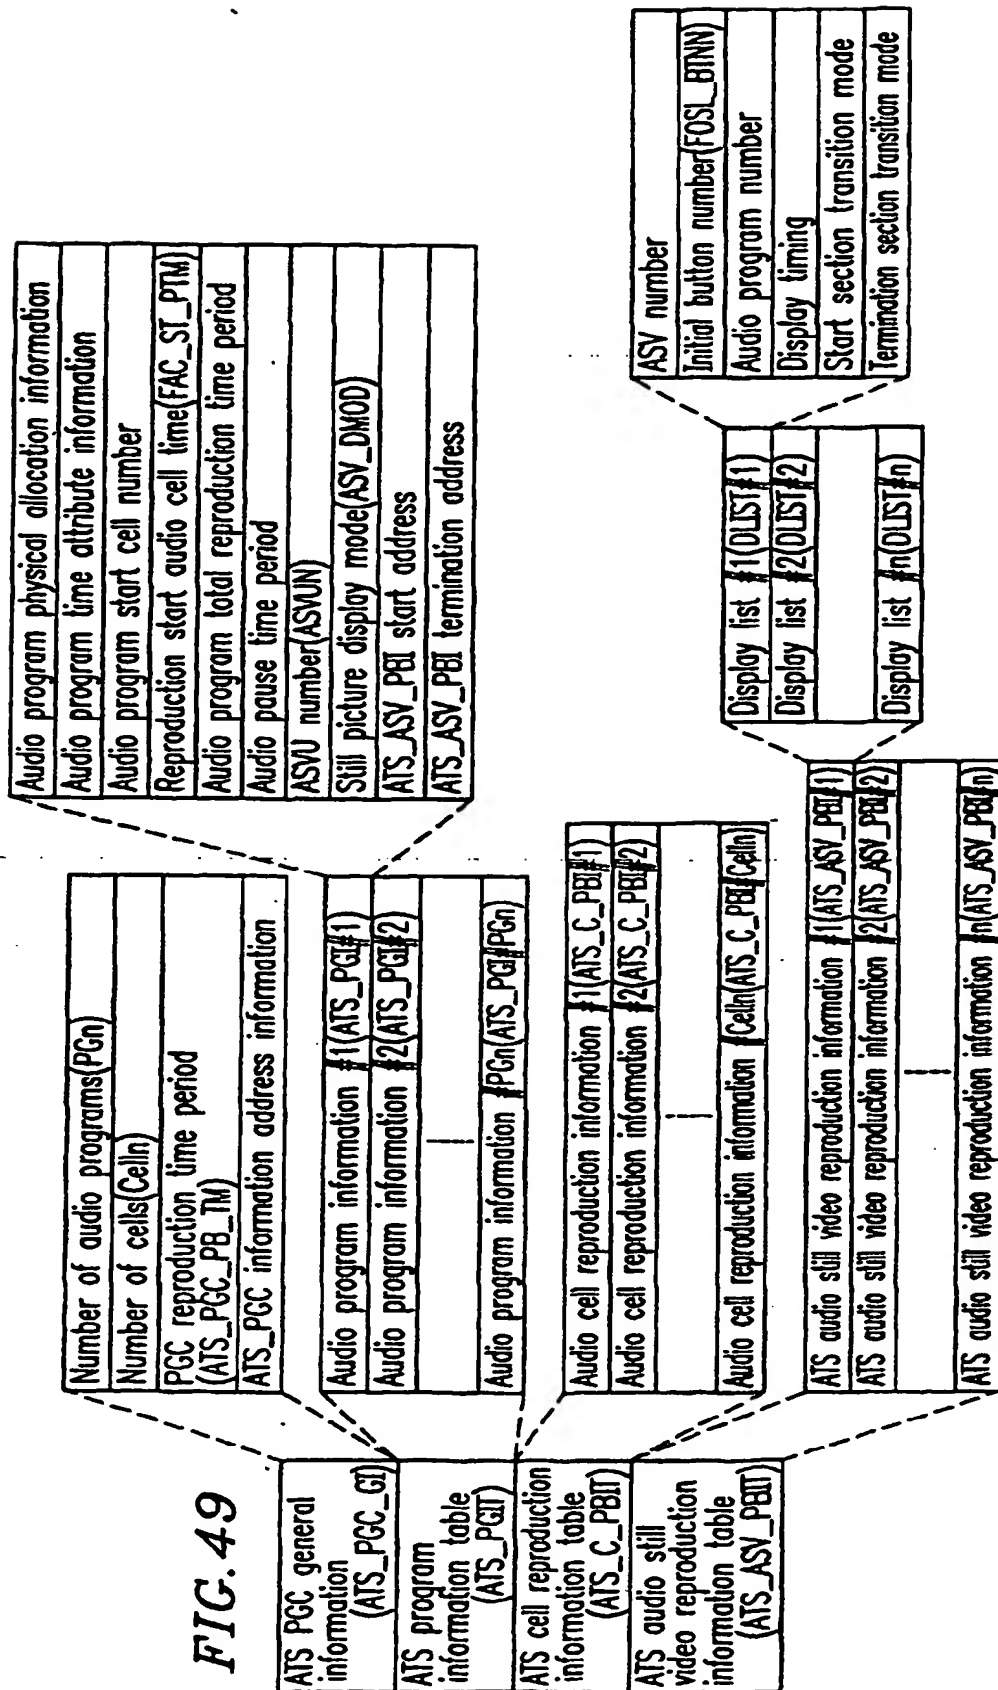 FIG. 49
ATS PGC general
information
(ATS_PGC_GI)
ATS program
information table
(ATS_PGIT)
ATS cell reproduction
information table
(ATS_C_PBIT)
ATS audio still
video reproduction
information table
(ATS_ASV_PBIT)
Number of audio programs(PGn)
Number of cells(Celln)
PGC reproduction time period
(ATS_PGC_PB_TM)
ATS_PGC information address information
Audio program information #1(ATS_PGI#1)
Audio program information #2(ATS_PGI#2)
Audio program information #PGn(ATS_PGI#PGn)
Audio cell reproduction information #1(ATS_C_PBI#1)
Audio cell reproduction information #2(ATS_C_PBI#2)
Audio cell reproduction information #Celln(ATS_C_PBI#Celln)
ATS audio still video reproduction information #1(ATS_ASV_PBI#1)
ATS audio still video reproduction information #2(ATS_ASV_PBI#2)
ATS audio still video reproduction information #n(ATS_ASV_PBI#n)
Audio program physical allocation information
Audio program time attribute information
Audio program start cell number
Reproduction start audio cell time(FAC_ST_PTM)
Audio program total reproduction time period
Audio pause time period
ASVU number(ASVUN)
Still picture display mode(ASV_DMOD)
ATS_ASV_PBI start address
ATS_ASV_PBI termination address
Display list #1(DLIST#1)
Display list #2(DLIST#2)
Display list #n(DLIST#n)
ASV number
Initial button number(FOSL_BTNN)
Audio program number
Display timing
Start section transition mode
Termination section transition mode